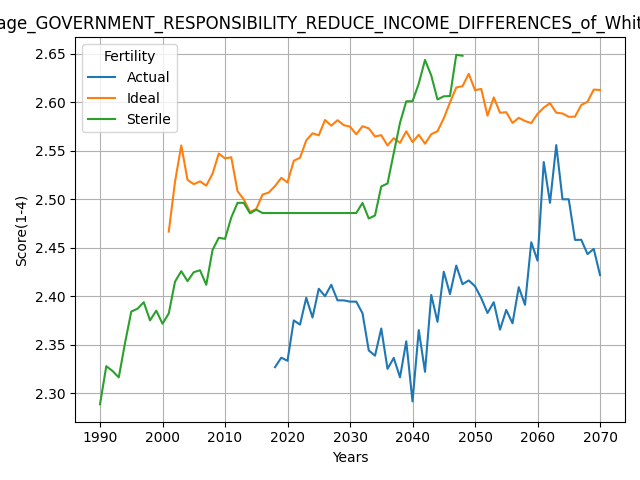 age_GOVERNMENT_RESPONSIBILITY_REDUCE_INCOME_DIFFERENCES_of_Whit
Fertility
Actual
Ideal
Sterile
Score(1-4)
2.65
2.60
2.55
2.50
2.45
2.40
2.35
2.30
1990 2000 2010 2020 2030 2040 2050 2060 2070
Years